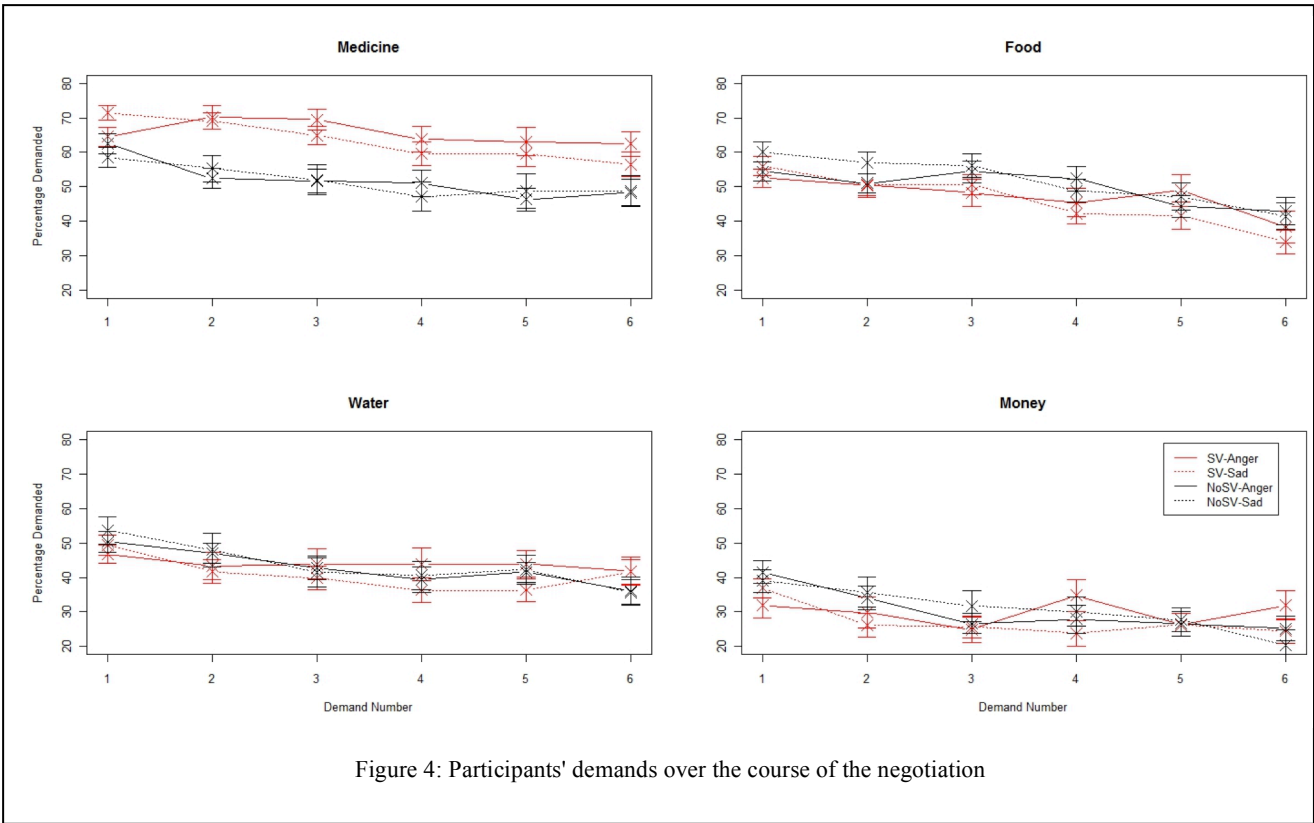 Medicine
Percentage Demanded
80
70
60
50
40
30
20
1 2 3 4 5 6
Food
80
70
60
50
40
30
20
1 2 3 4 5 6
Water
Percentage Demanded
80
70
60
50
40
30
20
1 2 3 4 5 6
Demand Number
Money
80
70
60
50
40
30
20
SV-Anger
SV-Sad
NoSV-Anger
NoSV-Sad
1 2 3 4 5 6
Demand Number
Figure 4: Participants' demands over the course of the negotiation